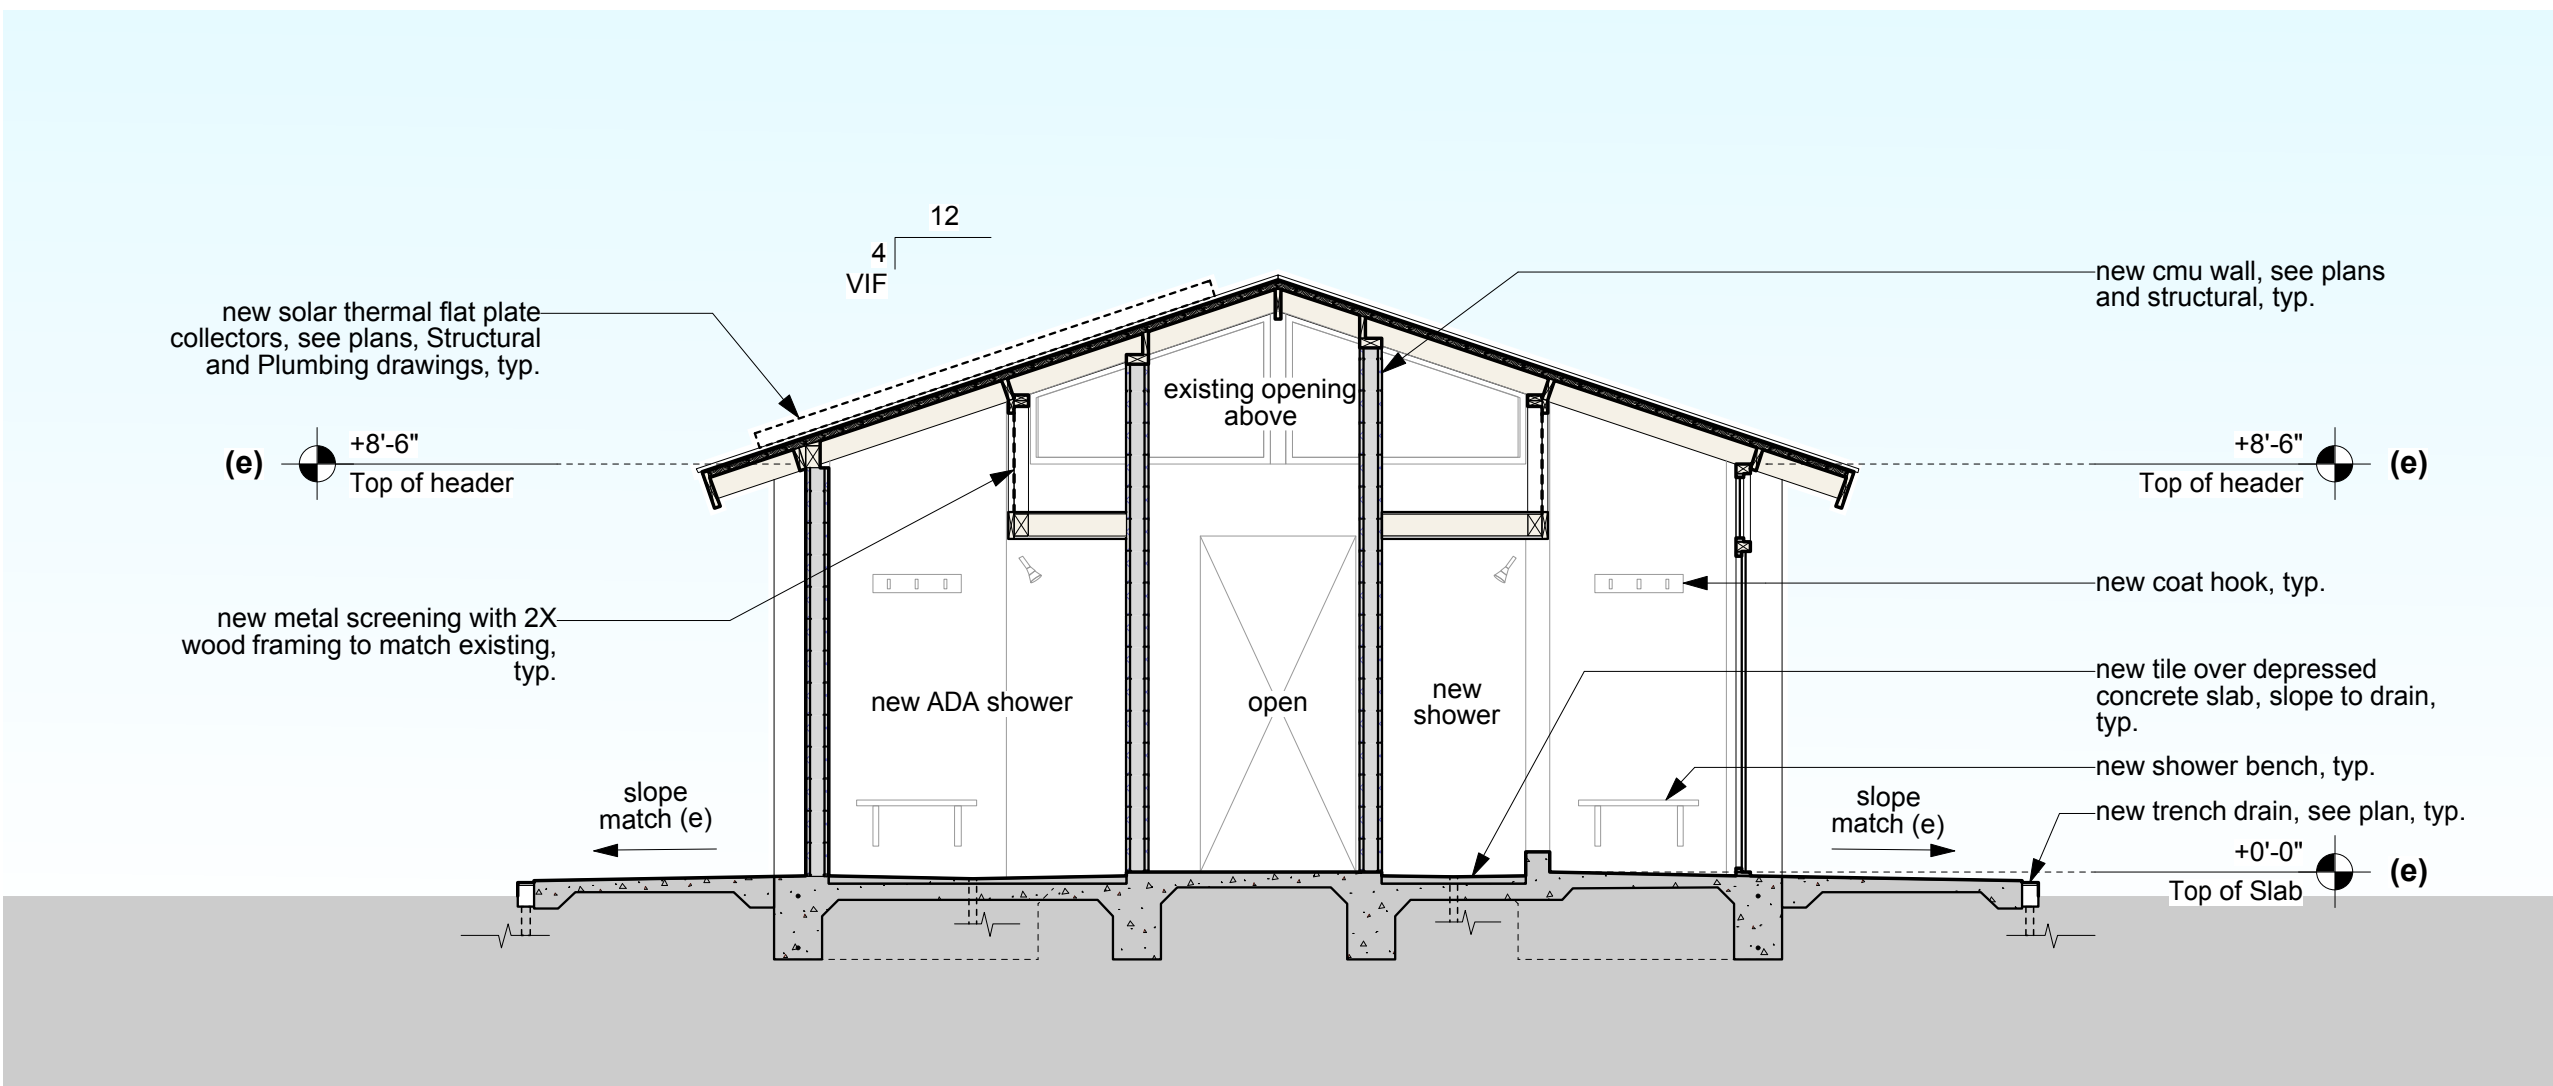 12
4
VIF
new solar thermal flat plate
collectors, see plans, Structural
and Plumbing drawings, typ.
new cmu wall, see plans
and structural, typ.
existing opening
above
(e)
+8'-6"
Top of header
+8'-6"
Top of header
(e)
new metal screening with 2X
wood framing to match existing,
typ.
new coat hook, typ.
new ADA shower
open
new
shower
new tile over depressed
concrete slab, slope to drain,
typ.
new shower bench, typ.
slope
match (e)
slope
match (e)
new trench drain, see plan, typ.
+0'-0"
Top of Slab
(e)